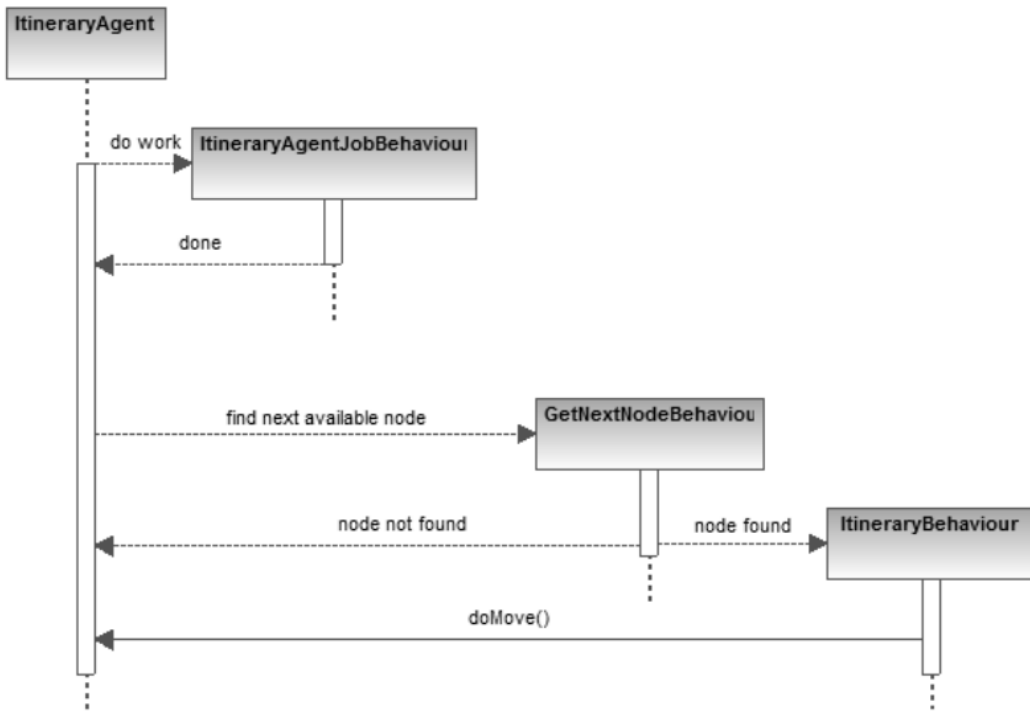 ItineraryAgent
do work
ItineraryAgentJobBehaviour
done
find next available node
GetNextNodeBehaviou
node not found
node found
ItineraryBehaviour
doMove()